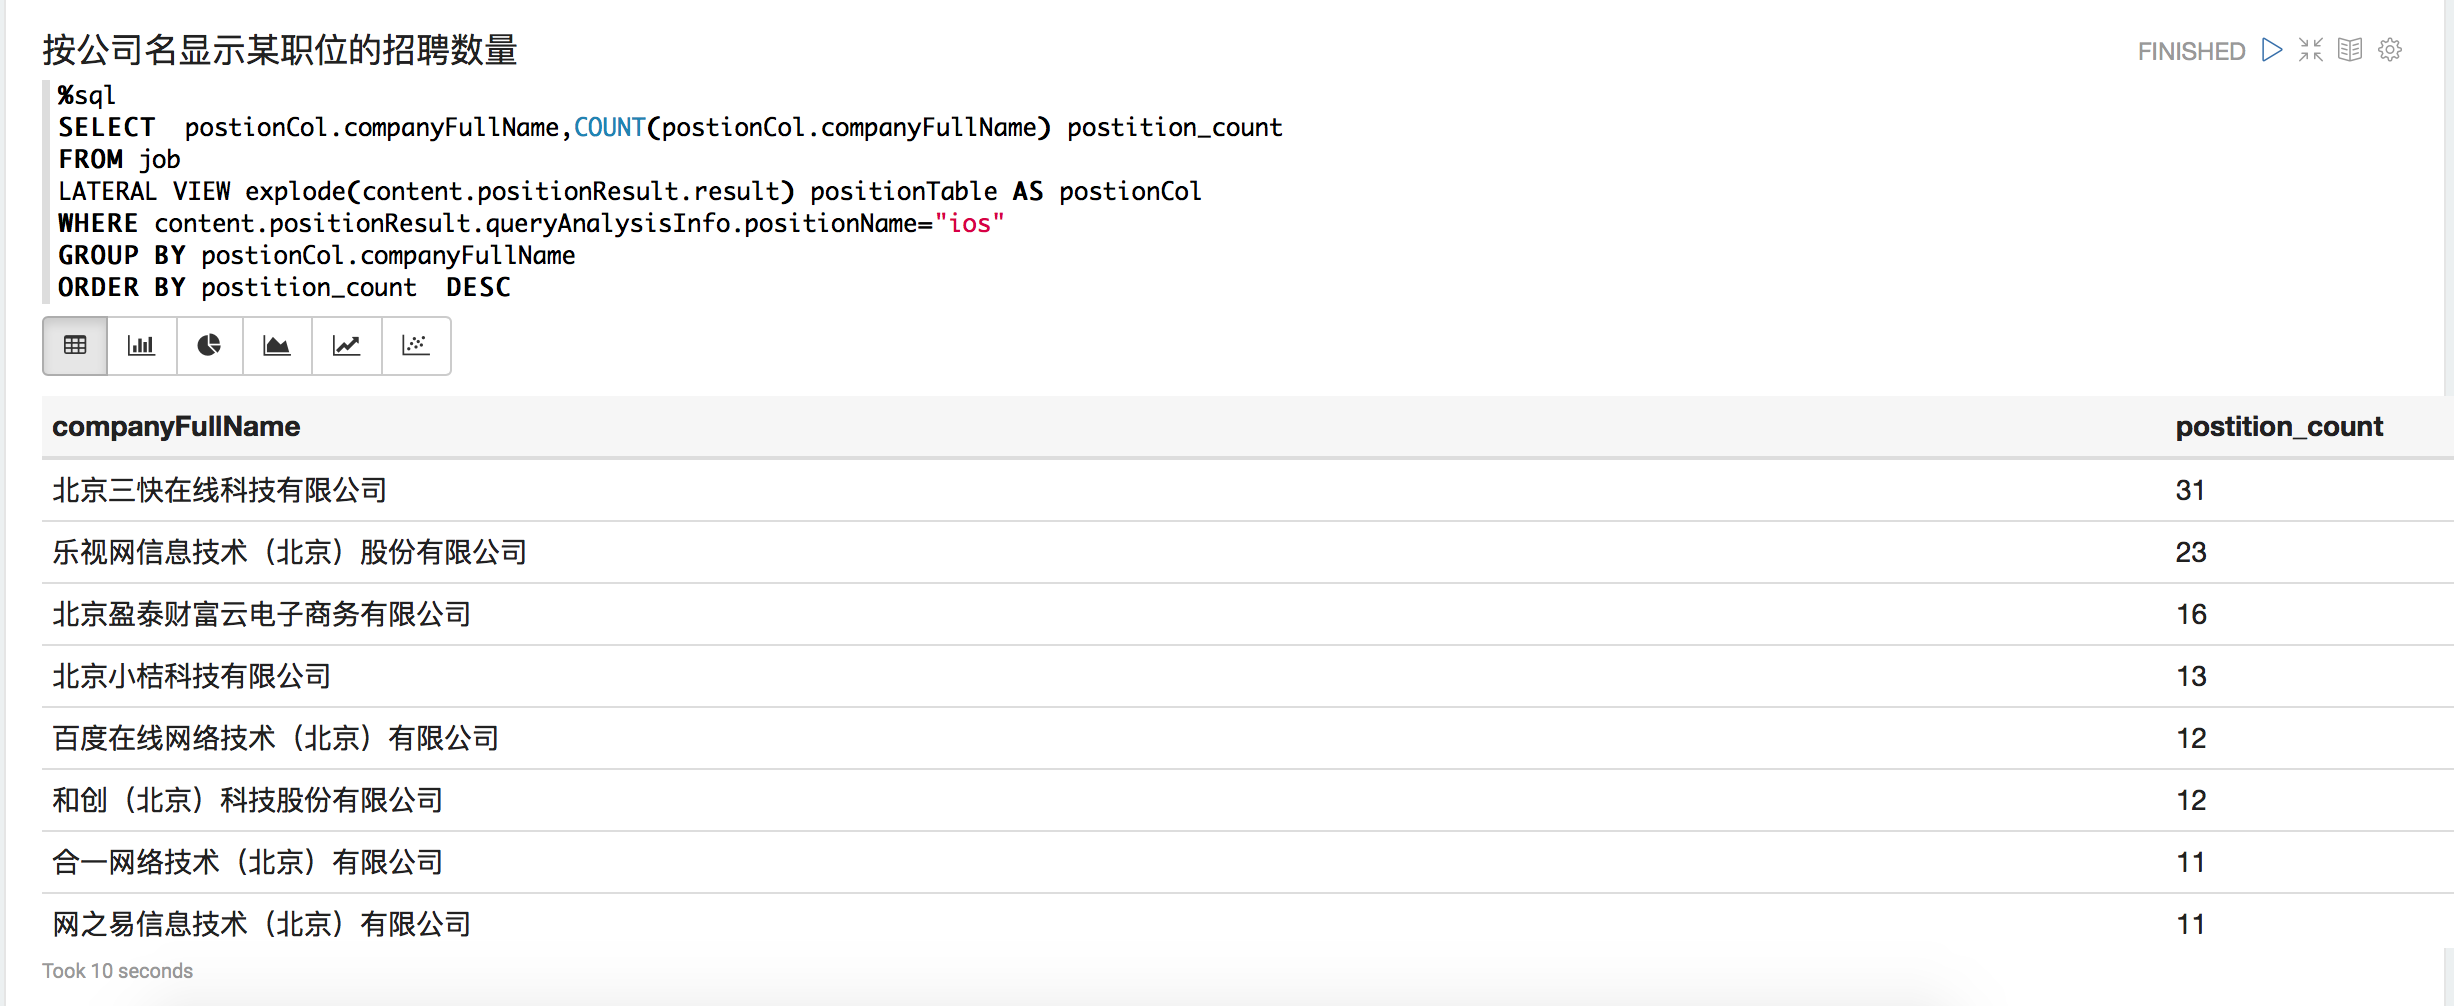 按公司名显示某职位的招聘数量
FINISHED
%sql
SELECT  postionCol.companyFullName,COUNT(postionCol.companyFullName) postition_count
FROM job
LATERAL VIEW explode(content.positionResult.result) positionTable AS postionCol
WHERE content.positionResult.queryAnalysisInfo.positionName="ios"
GROUP BY postionCol.companyFullName
ORDER BY postition_count  DESC
companyFullName postition_count
北京三快在线科技有限公司 31
乐视网信息技术（北京）股份有限公司 23
北京盈泰财富云电子商务有限公司 16
北京小桔科技有限公司 13
百度在线网络技术（北京）有限公司 12
和创（北京）科技股份有限公司 12
合一网络技术（北京）有限公司 11
网之易信息技术（北京）有限公司 11
Took 10 seconds